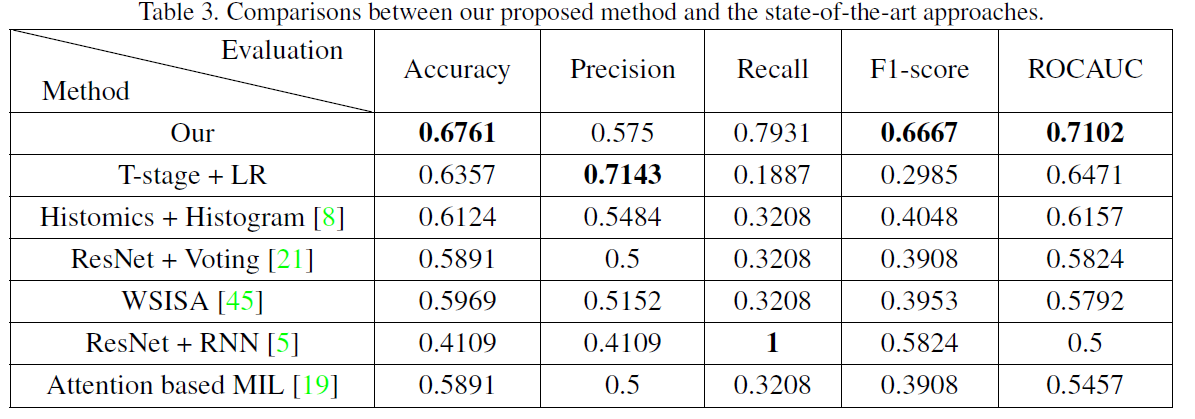 Table 3. Comparisons between our proposed method and the state-of-the-art approaches.
Evaluation
Method Accuracy Precision Recall F1-score ROCAUC
Our 0.6761 0.575 0.7931 0.6667 0.7102
T-stage + LR 0.6357 0.7143 0.1887 0.2985 0.6471
Histomics + Histogram [8] 0.6124 0.5484 0.3208 0.4048 0.6157
ResNet + Voting [21] 0.5891 0.5 0.3208 0.3908 0.5824
WSISA [45] 0.5969 0.5152 0.3208 0.3953 0.5792
ResNet + RNN [5] 0.4109 0.4109 1 0.5824 0.5
Attention based MIL [19] 0.5891 0.5 0.3208 0.3908 0.5457